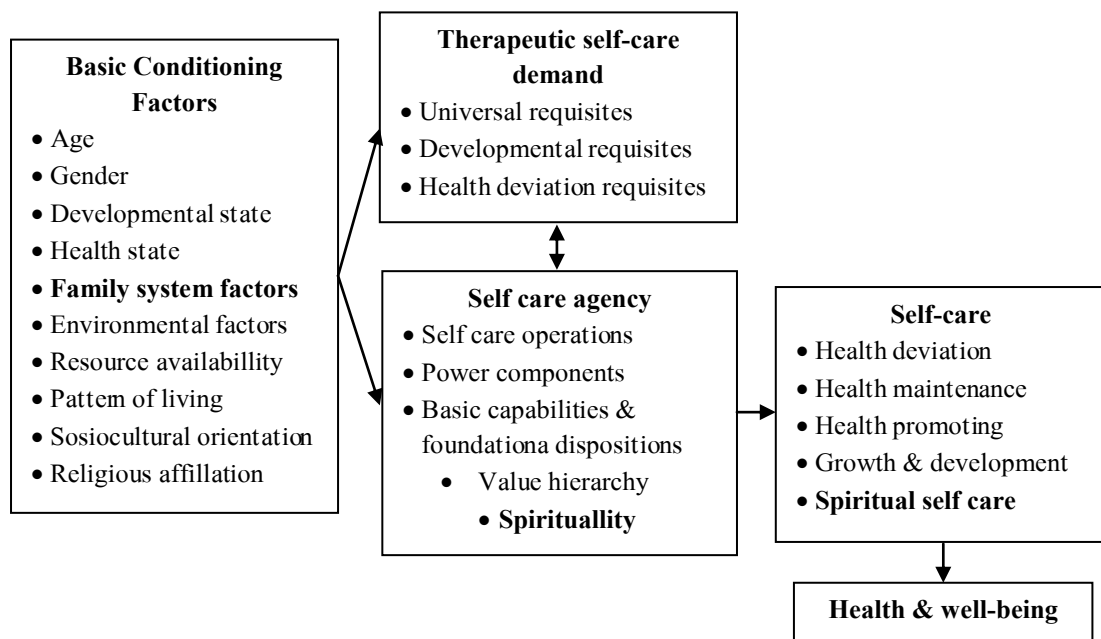 Basic Conditioning
Factors
• Age
• Gender
• Developmental state
• Health state
• Family system factors
• Environmental factors
• Resource availabillity
• Pattem of living
• Sosiocultural orientation
• Religious affillation
Therapeutic self-care
demand
• Universal requisites
• Developmental requisites
• Health deviation requisites
Self care agency
• Self care operations
• Power components
• Basic capabilities &
foundationa dispositions
• Value hierarchy
• Spirituallity
Self-care
• Health deviation
• Health maintenance
• Health promoting
• Growth & development
• Spiritual self care
Health & well-being